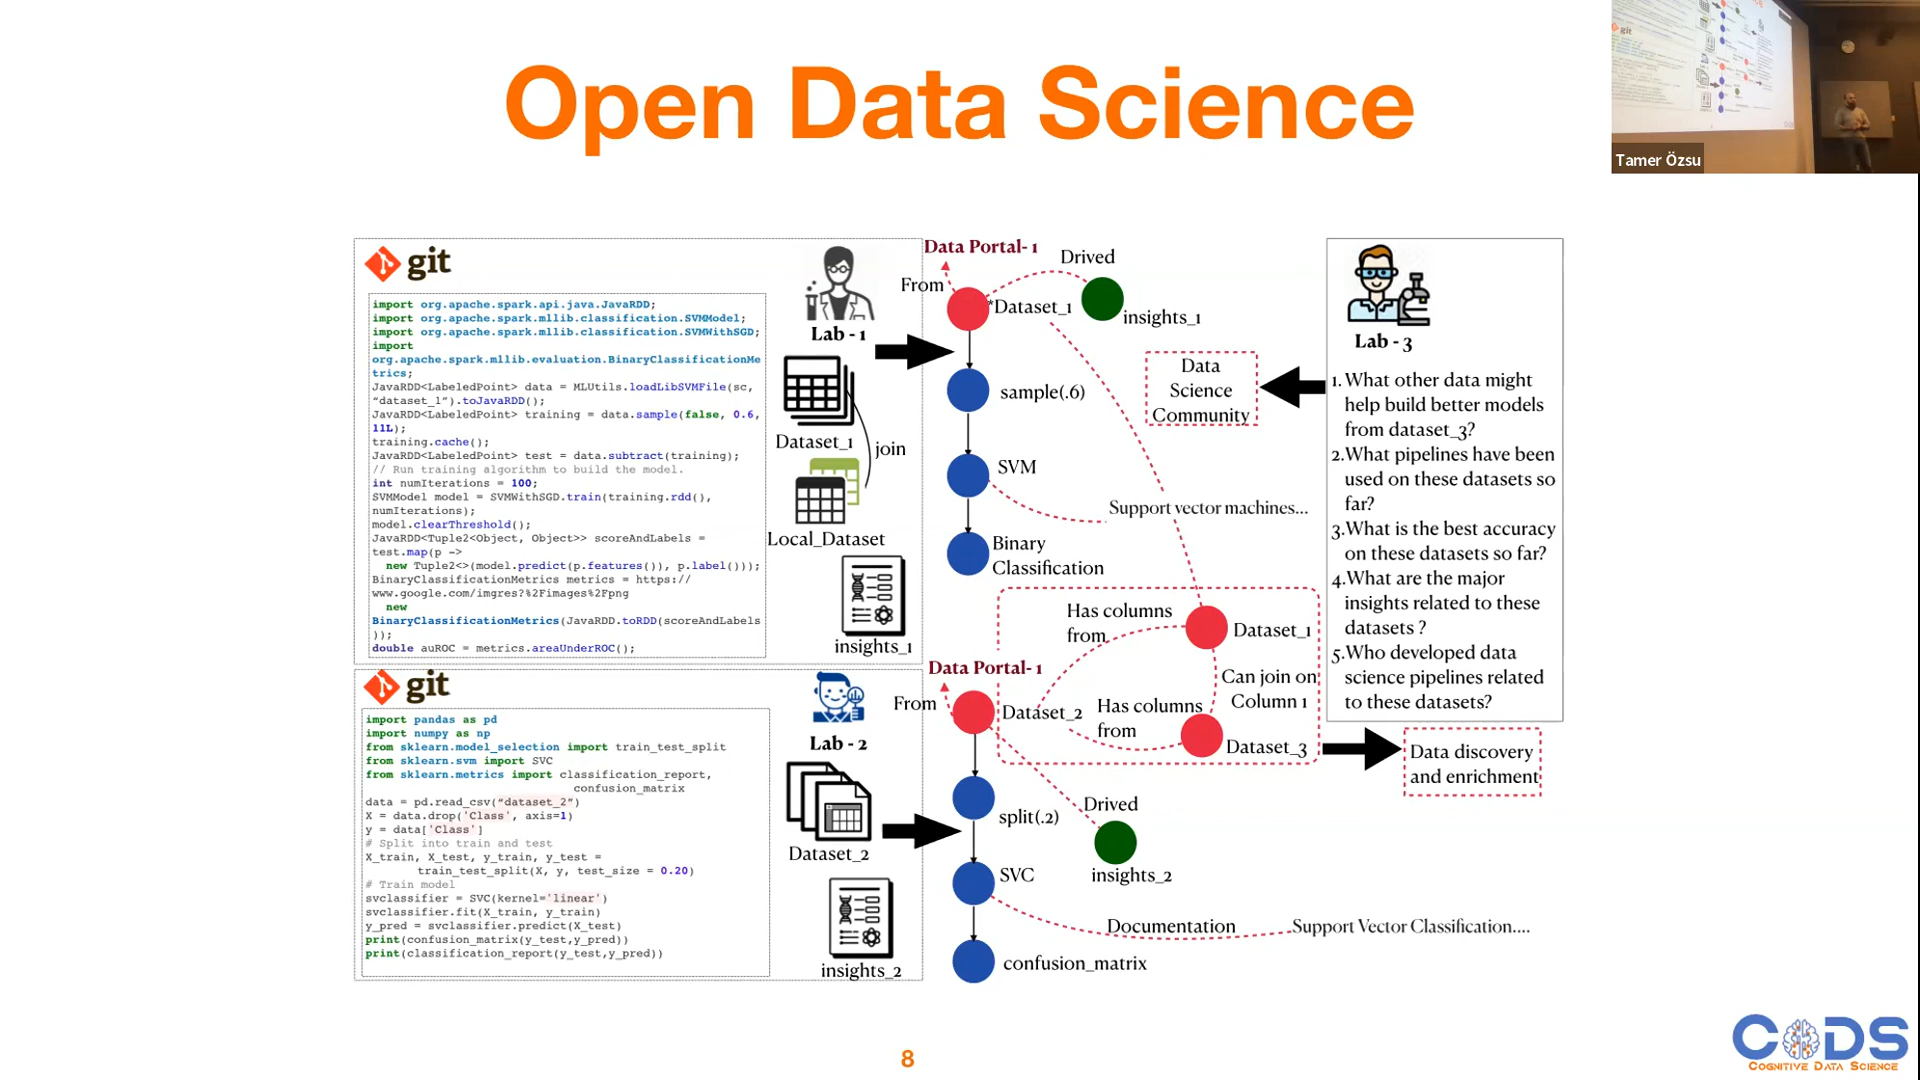 Open Data Science
Tamer Özsu
git
import org.apache.spark.api.java.JavaRDD;
import org.apache.spark.mllib.classification.SVMModel;
import org.apache.spark.mllib.classification.SVMWithSGD;
import
org.apache.spark.mllib.evaluation.BinaryClassificationMe
trics;
JavaRDD<LabeledPoint> data = MLUtils.loadLibSVMFile(sc,
“dataset_1”).toJavaRDD();
JavaRDD<LabeledPoint> training = data.sample(false, 0.6,
11L);
training.cache();
JavaRDD<LabeledPoint> test = data.subtract(training);
// Run training algorithm to build the model.
int numIterations = 100;
SVMModel model = SVMWithSGD.train(training.rdd(),
numIterations);
model.clearThreshold();
JavaRDD<Tuple2<Object, Object>> scoreAndLabels =
test.map(p ->
new Tuple2<>(model.predict(p.features()), p.label()));
BinaryClassificationMetrics metrics = https://
www.google.com/imgres?%2Fimages%2Fpng
new
BinaryClassificationMetrics(JavaRDD.toRDD(scoreAndLabels
));
double auROC = metrics.areaUnderROC();
Lab - 1
Dataset_1
join
Local_Dataset
insights_1
Data Portal- 1
From
Drived
*Dataset_1
insights_1
sample(.6)
SVM
Support vector machines...
Binary
Classification
Data
Science
Community
Lab - 3
1. What other data might
help build better models
from dataset_3?
2.What pipelines have been
used on these datasets so
far?
3.What is the best accuracy
on these datasets so far?
4.What are the major
insights related to these
datasets ?
5.Who developed data
science pipelines related
to these datasets?
git
import pandas as pd
import numpy as np
from sklearn.model_selection import train_test_split
from sklearn.svm import SVC
from sklearn.metrics import classification_report,
confusion_matrix
data = pd.read_csv(“dataset_2”)
X = data.drop('Class', axis=1)
y = data['Class']
# Split into train and test
X_train, X_test, y_train, y_test =
train_test_split(X, y, test_size = 0.20)
# Train model
svclassifier = SVC(kernel='linear')
svclassifier.fit(X_train, y_train)
y_pred = svclassifier.predict(X_test)
print(confusion_matrix(y_test,y_pred))
print(classification_report(y_test,y_pred))
Lab - 2
Dataset_2
insights_2
Data Portal- 1
From
Dataset_2
Has columns
from
Dataset_1
Can join on
Column 1
Has columns
from
Dataset_3
Data discovery
and enrichment
split(.2)
Drived
insights_2
SVC
Documentation
Support Vector Classification....
confusion_matrix
8
CODS
Cognitive Data Science